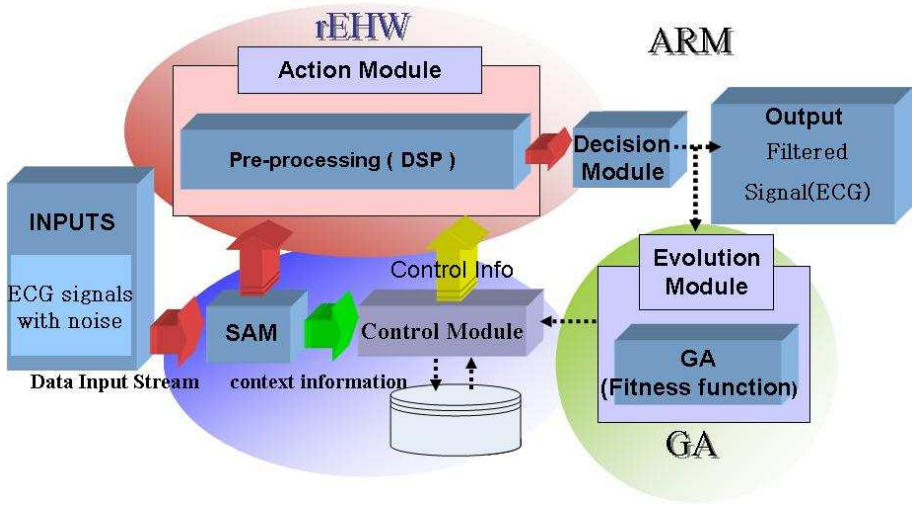 rEHW
ARM
Action Module
Pre-processing ( DSP )
Decision
Module
Output
Filtered
Signal(ECG)
INPUTS
ECG signals
with noise
Data Input Stream
SAM
context information
Control Info
Control Module
Evolution
Module
GA
(Fitness function)
GA